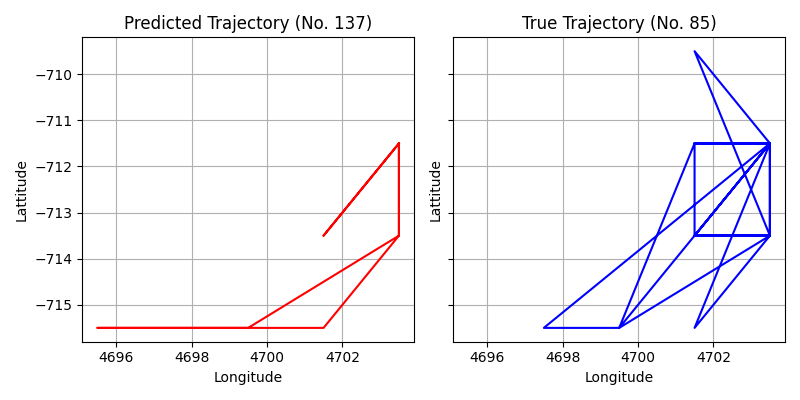 Predicted Trajectory (No. 137)
True Trajectory (No. 85)
−710
−711
−712
−713
−714
−715
Lattitude
Lattitude
4696
4698
4700
4702
4696
4698
4700
4702
Longitude
Longitude